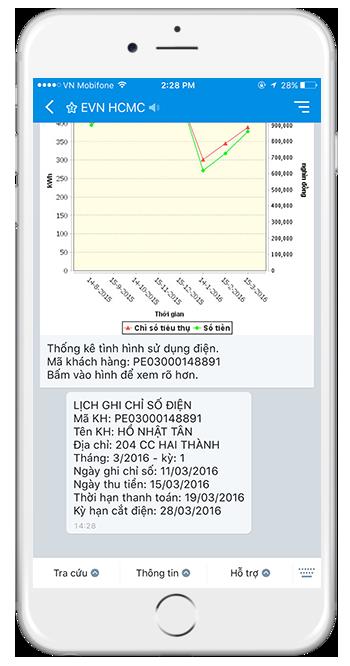 VN Mobifone 2:28 PM 28%
EVN HCMC
400
350
300
250
200
150
100
50
0
kWh
900,000
800,000
700,000
600,000
500,000
400,000
300,000
200,000
100,000
0
nghìn đồng
14-8-2015
15-9-2015
14-10-2015
15-11-2015
15-12-2015
14-1-2016
15-2-2016
15-3-2016
Thời gian
Chỉ số tiêu thụ Số tiền
Thống kê tình hình sử dụng điện.
Mã khách hàng: PE03000148891
Bấm vào hình để xem rõ hơn.
LỊCH GHI CHỈ SỐ ĐIỆN
Mã KH: PE03000148891
Tên KH: HỒ NHẬT TÂN
Địa chỉ: 204 CC HAI THÀNH
Tháng: 3/2016 - kỳ: 1
Ngày ghi chỉ số: 11/03/2016
Ngày thu tiền: 15/03/2016
Thời hạn thanh toán: 19/03/2016
Kỳ hạn cắt điện: 28/03/2016
14:28
Tra cứu Thông tin Hỗ trợ